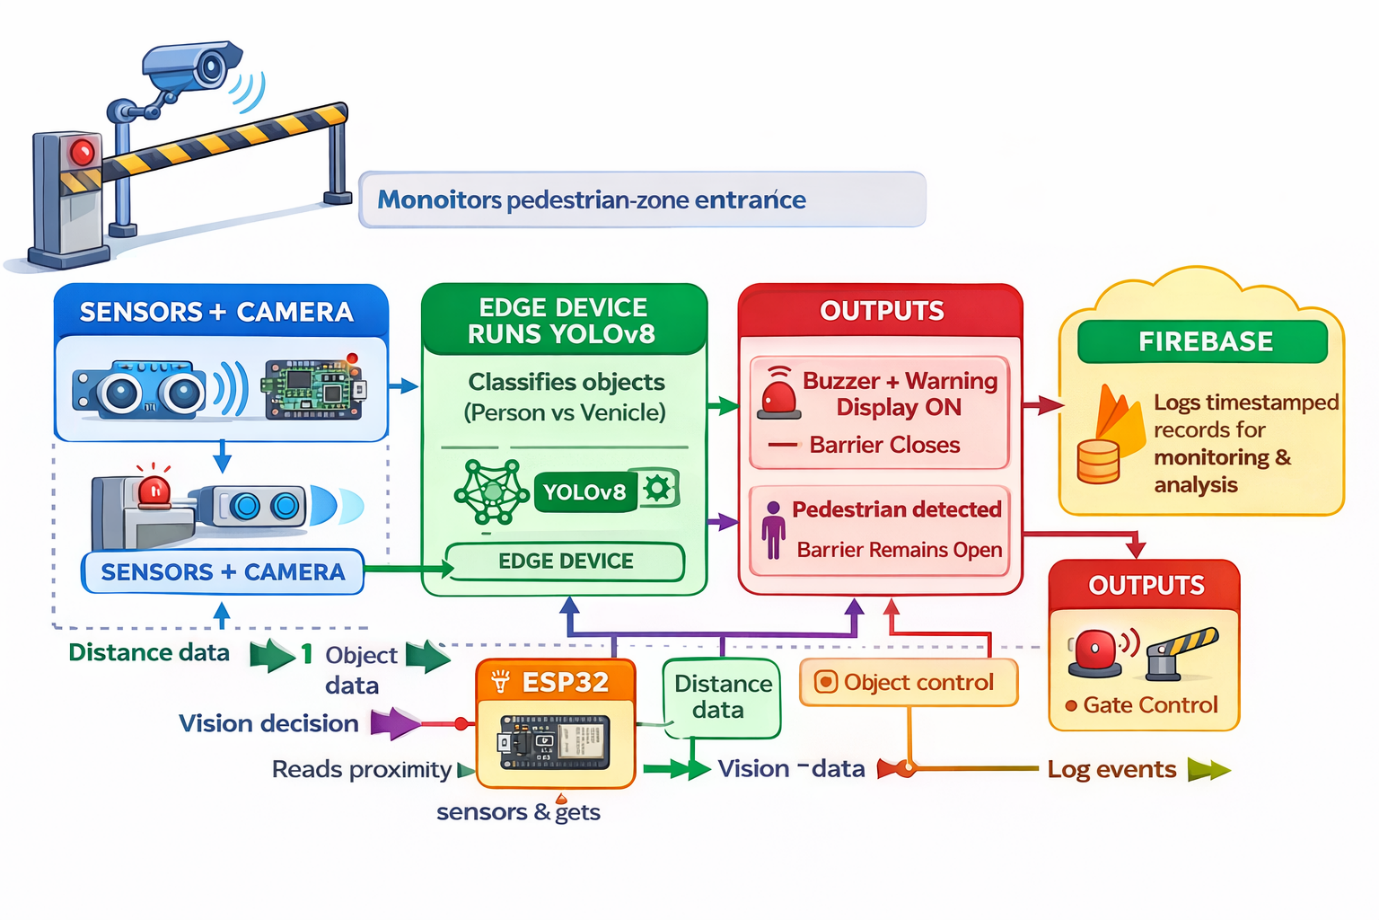 Monoitors pedestrian-zone entrance
SENSORS + CAMERA
SENSORS + CAMERA
EDGE DEVICE
RUNS YOLOv8
Classifies objects
(Person vs Venicle)
YOLOv8
EDGE DEVICE
OUTPUTS
Buzzer + Warning
Display ON
Barrier Closes
Pedestrian detected
Barrier Remains Open
FIREBASE
Logs timestamped
records for
monitoring &
analysis
OUTPUTS
Gate Control
Distance data
1 Object
data
Vision decision
Reads proximity
sensors & gets
ESP32
Distance
data
Vision -data
Object control
Log events